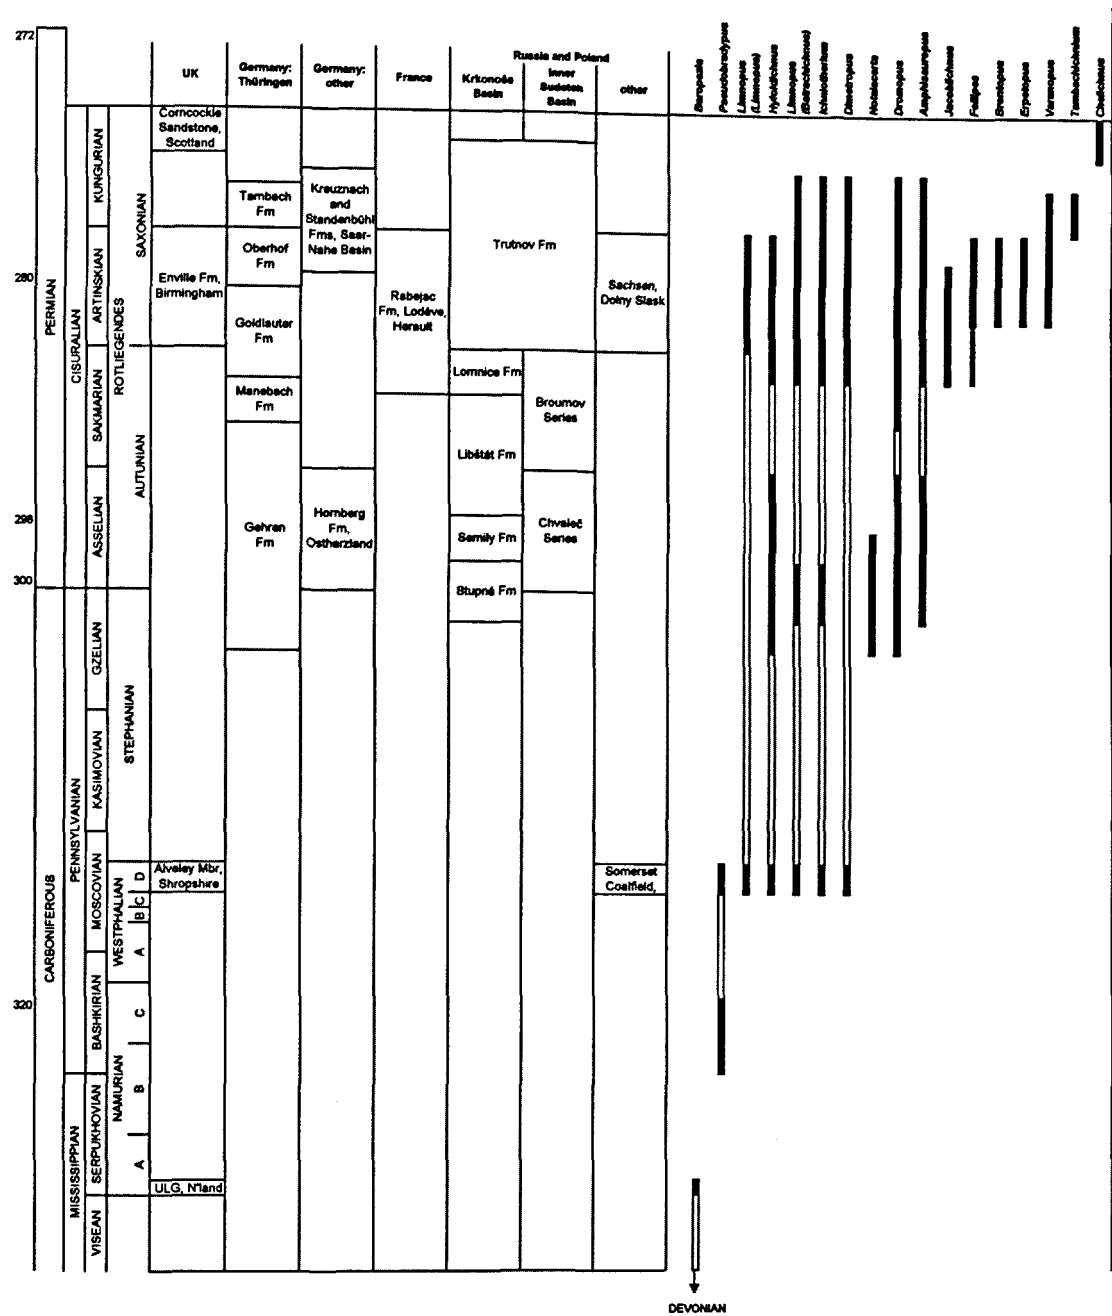 272
Russia and Poland
UK
Germany:
Thüringen
Germany:
other
France
Krkonoše
Basin
Inner
Sudeten
Basin
other
Baropezia
Pseudobradypus
Limnopus
(Limnopus)
Hyloidichnus
Limnopus
(Batrachichnus)
Ichniotherium
Dimetropus
Notalacerta
Dromopus
Amphisauropus
Jacobiichnus
Foliipes
Brontopus
Erpetopus
Varanopus
Tambachichnium
Chelichnus
280
298
300
320
PERMIAN
CARBONIFEROUS
CISURALIAN
PENNSYLVANIAN
MISSISSIPPIAN
KUNGURIAN
ARTINSKIAN
SAKMARIAN
ASSELIAN
GZELIAN
KASIMOVIAN
MOSCOVIAN
BASHKIRIAN
SERPUKHOVIAN
VISEAN
ROTLIEGENDES
SAXONIAN
AUTUNIAN
STEPHANIAN
WESTPHALIAN
D
C
B
A
NAMURIAN
C
B
A
Corncockle
Sandstone,
Scotland
Enville Fm,
Birmingham
Alveley Mbr,
Shropshire
ULG, N'land
Tambach
Fm
Oberhof
Fm
Goldlauter
Fm
Manebach
Fm
Gehren
Fm
Kreuznach
and
Standenbühl
Fms, Saar-
Nahe Basin
Hornberg
Fm,
Ostharzland
Rabejac
Fm, Lodève,
Herault
Trutnov Fm
Lomnice Fm
Libštát Fm
Semily Fm
Stupné Fm
Broumov
Series
Chvaleč
Series
Sachsen,
Dolny Slask
Somerset
Coalfield,
DEVONIAN